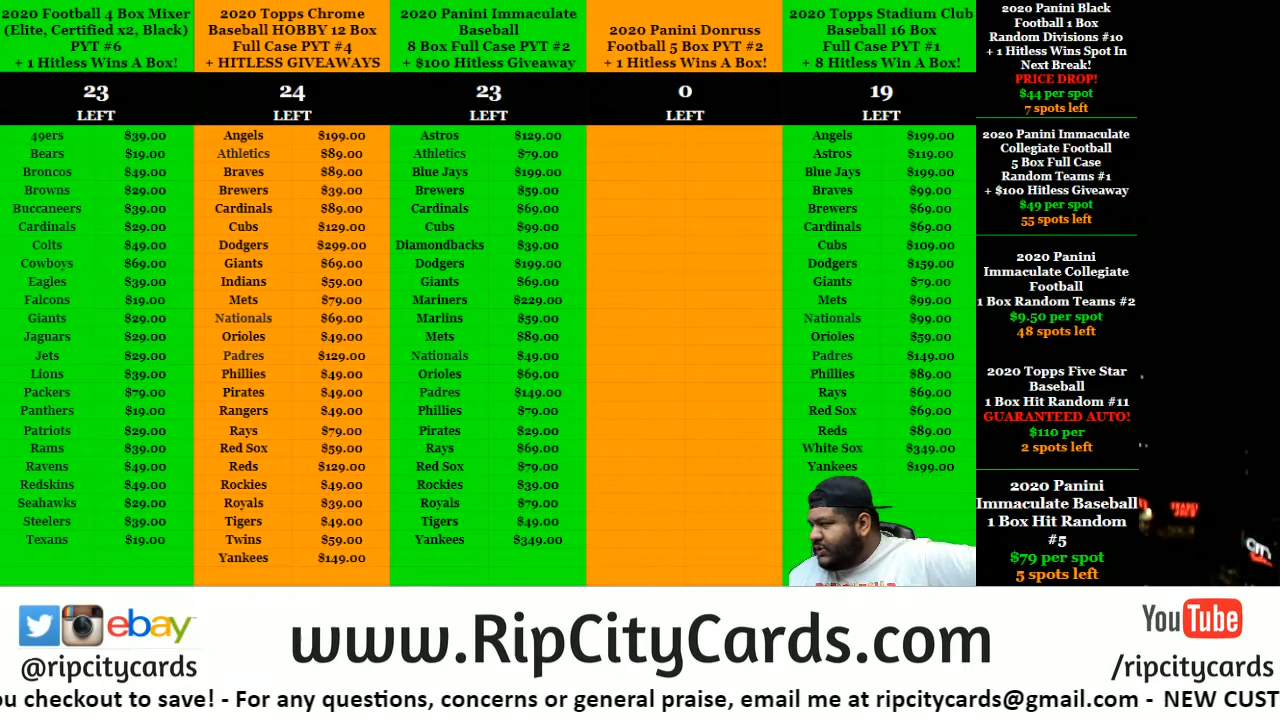 2020 Football 4 Box Mixer
(Elite, Certified x2, Black)
PYT #6
+ 1 Hitless Wins A Box!
23
LEFT
49ers $39.00
Bears $19.00
Broncos $49.00
Browns $29.00
Buccaneers $39.00
Cardinals $29.00
Colts $49.00
Cowboys $69.00
Eagles $39.00
Falcons $19.00
Giants $29.00
Jaguars $29.00
Jets $29.00
Lions $39.00
Packers $79.00
Panthers $19.00
Patriots $29.00
Rams $39.00
Ravens $49.00
Redskins $49.00
Seahawks $29.00
Steelers $39.00
Texans $19.00
2020 Topps Chrome
Baseball HOBBY 12 Box
Full Case PYT #4
+ HITLESS GIVEAWAYS
24
LEFT
Angels $199.00
Athletics $89.00
Braves $89.00
Brewers $39.00
Cardinals $89.00
Cubs $129.00
Dodgers $299.00
Giants $69.00
Indians $59.00
Mets $79.00
Nationals $69.00
Orioles $49.00
Padres $129.00
Phillies $49.00
Pirates $49.00
Rangers $49.00
Rays $79.00
Red Sox $59.00
Reds $129.00
Rockies $49.00
Royals $39.00
Tigers $49.00
Twins $59.00
Yankees $149.00
2020 Panini Immaculate
Baseball
8 Box Full Case PYT #2
+ $100 Hitless Giveaway
23
LEFT
Astros $129.00
Athletics $79.00
Blue Jays $199.00
Brewers $59.00
Cardinals $69.00
Cubs $99.00
Diamondbacks $39.00
Dodgers $199.00
Giants $69.00
Mariners $229.00
Marlins $59.00
Mets $89.00
Nationals $49.00
Orioles $69.00
Padres $149.00
Phillies $79.00
Pirates $29.00
Rays $69.00
Red Sox $79.00
Rockies $39.00
Royals $79.00
Tigers $49.00
Yankees $349.00
2020 Panini Donruss
Football 5 Box PYT #2
+ 1 Hitless Wins A Box!
0
LEFT
2020 Topps Stadium Club
Baseball 16 Box
Full Case PYT #1
+ 8 Hitless Win A Box!
19
LEFT
Angels $199.00
Astros $119.00
Blue Jays $199.00
Braves $99.00
Brewers $69.00
Cardinals $69.00
Cubs $109.00
Dodgers $159.00
Giants $79.00
Mets $99.00
Nationals $99.00
Orioles $59.00
Padres $149.00
Phillies $89.00
Rays $69.00
Red Sox $69.00
Reds $89.00
White Sox $349.00
Yankees $199.00
2020 Panini Black
Football 1 Box
Random Divisions #10
+ 1 Hitless Wins Spot In
Next Break!
PRICE DROP!
$44 per spot
7 spots left
2020 Panini Immaculate
Collegiate Football
5 Box Full Case
Random Teams #1
+ $100 Hitless Giveaway
$49 per spot
55 spots left
2020 Panini
Immaculate Collegiate
Football
1 Box Random Teams #2
$9.50 per spot
48 spots left
2020 Topps Five Star
Baseball
1 Box Hit Random #11
GUARANTEED AUTO!
$110 per
2 spots left
2020 Panini
Immaculate Baseball
1 Box Hit Random
#5
$79 per spot
5 spots left
ebay
@ripcitycards
www.RipCityCards.com
YouTube
/ripcitycards
ou checkout to save! - For any questions, concerns or general praise, email me at ripcitycards@gmail.com - NEW CUST